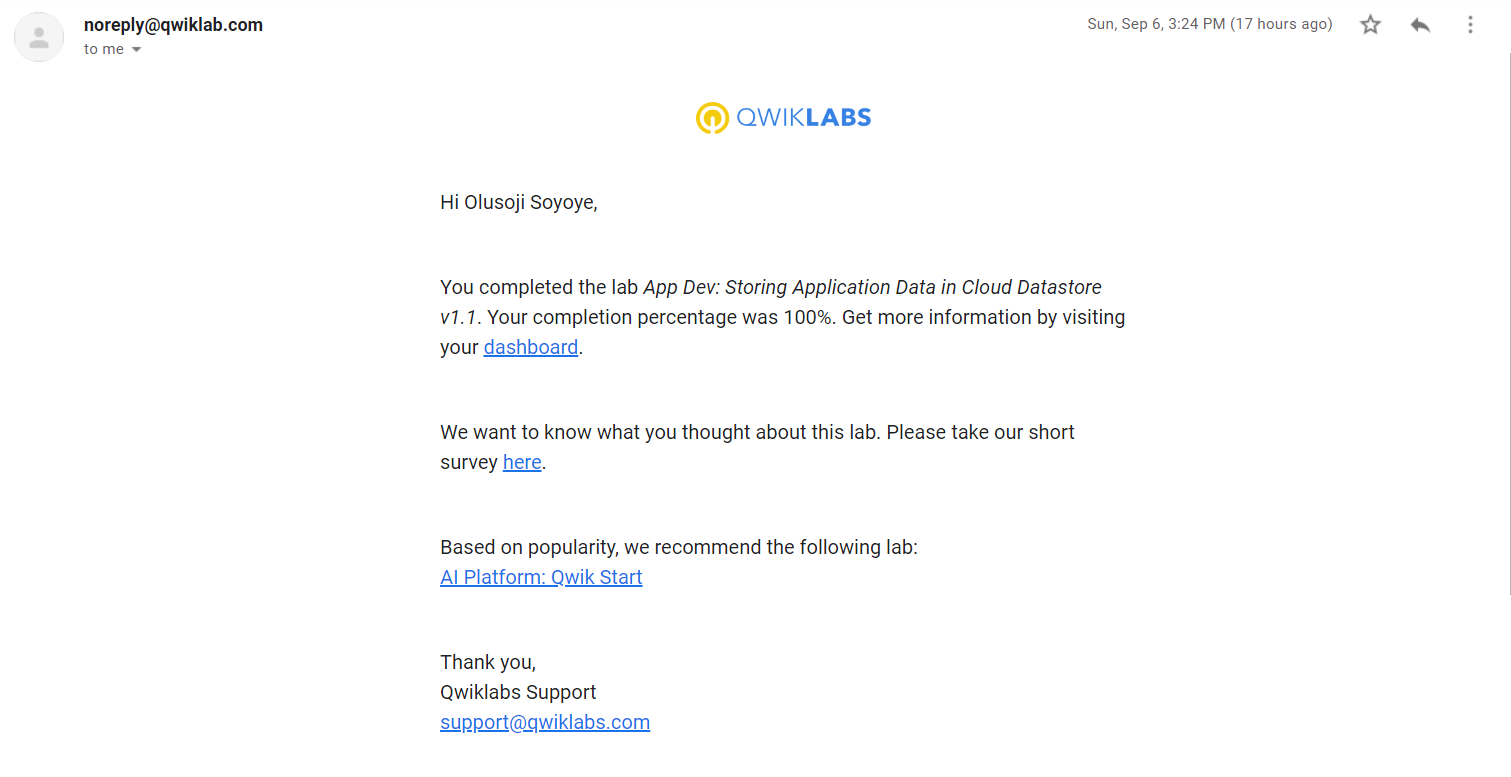 noreply@qwiklab.com
Sun, Sep 6, 3:24 PM (17 hours ago)
to me
QWIKLABS
Hi Olusoji Soyoye,
You completed the lab App Dev: Storing Application Data in Cloud Datastore
v1.1. Your completion percentage was 100%. Get more information by visiting
your dashboard.
We want to know what you thought about this lab. Please take our short
survey here.
Based on popularity, we recommend the following lab:
AI Platform: Qwik Start
Thank you,
Qwiklabs Support
support@qwiklabs.com